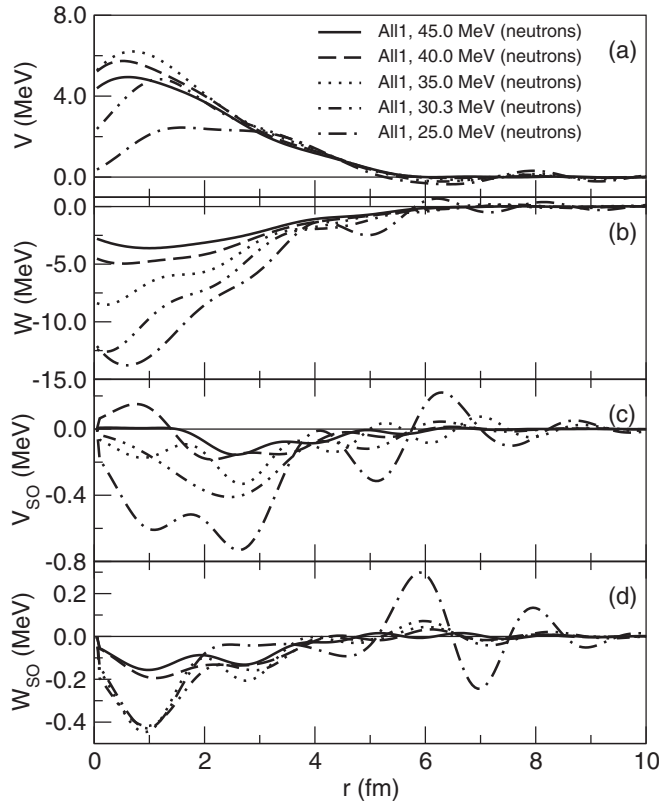 8.0
4.0
0.0
V (MeV)
All1, 45.0 MeV (neutrons)
All1, 40.0 MeV (neutrons)
All1, 35.0 MeV (neutrons)
All1, 30.3 MeV (neutrons)
All1, 25.0 MeV (neutrons)
(a)
0.0
-5.0
-10.0
-15.0
W (MeV)
(b)
0.0
-0.4
-0.8
V_SO (MeV)
(c)
0.2
0.0
-0.2
-0.4
W_SO (MeV)
(d)
0 2 4 6 8 10
r (fm)